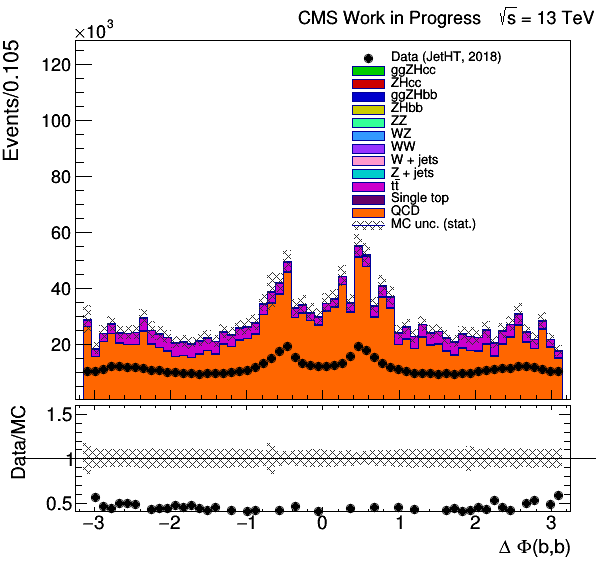 CMS Work in Progress √s = 13 TeV
×10³
Events/0.105
120
100
80
60
40
20
Data (JetHT, 2018)
ggZHcc
ZHcc
ggZHbb
ZHbb
ZZ
WZ
WW
W + jets
Z + jets
tt̄
Single top
QCD
MC unc. (stat.)
Data/MC
1.5
1
0.5
−3 −2 −1 0 1 2 3
Δ Φ(b,b)